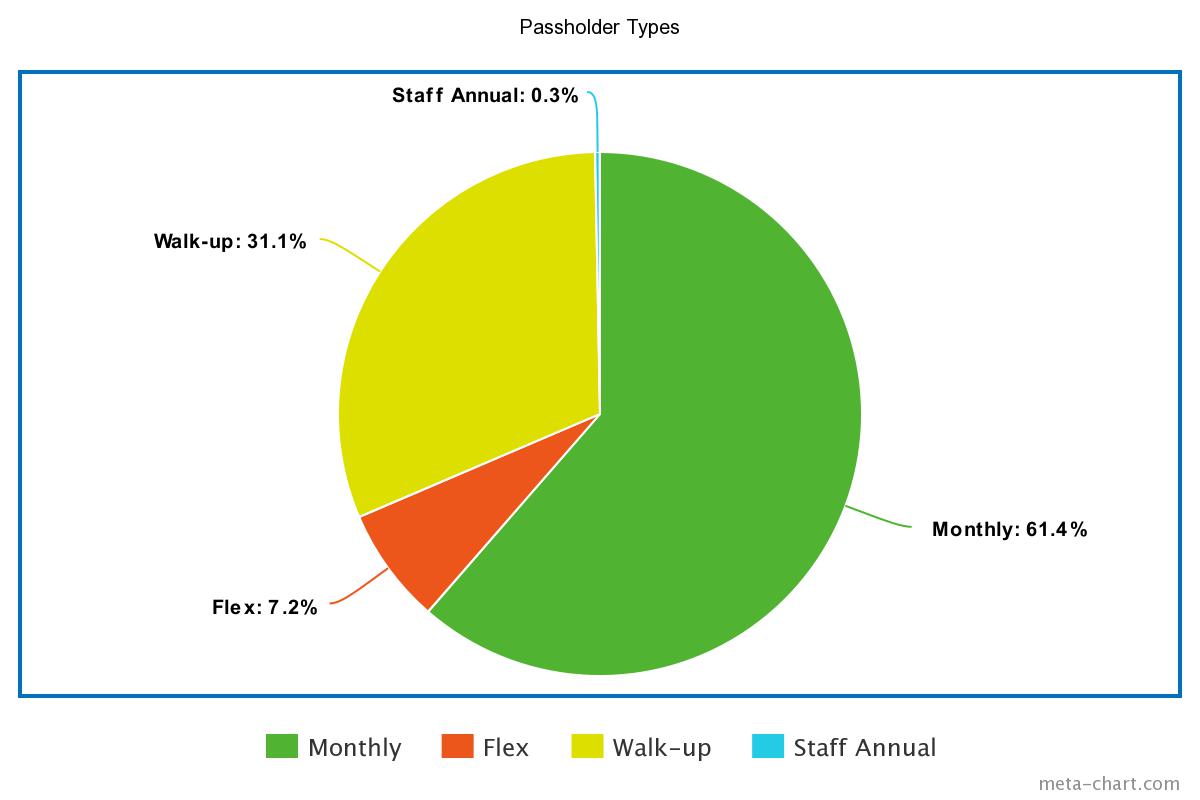 Passholder Types
Staff Annual: 0.3%
Walk-up: 31.1%
Monthly: 61.4%
Flex: 7.2%
Monthly Flex Walk-up Staff Annual
meta-chart.com